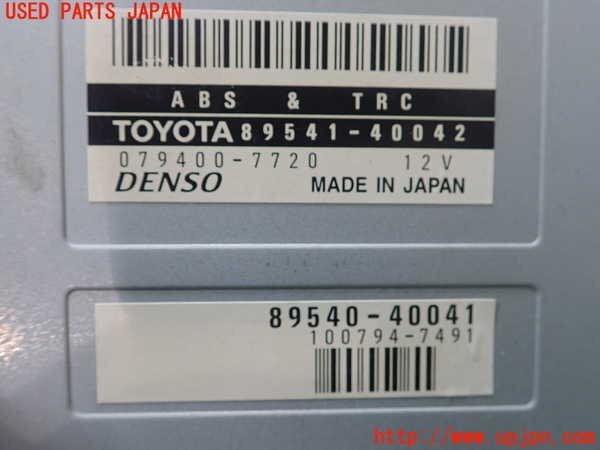 USED PARTS JAPAN
ABS & TRC
TOYOTA 89541-40042
079400-7720 12V
DENSO MADE IN JAPAN
89540-40041
100794-7491
http://www.upjpn.com/